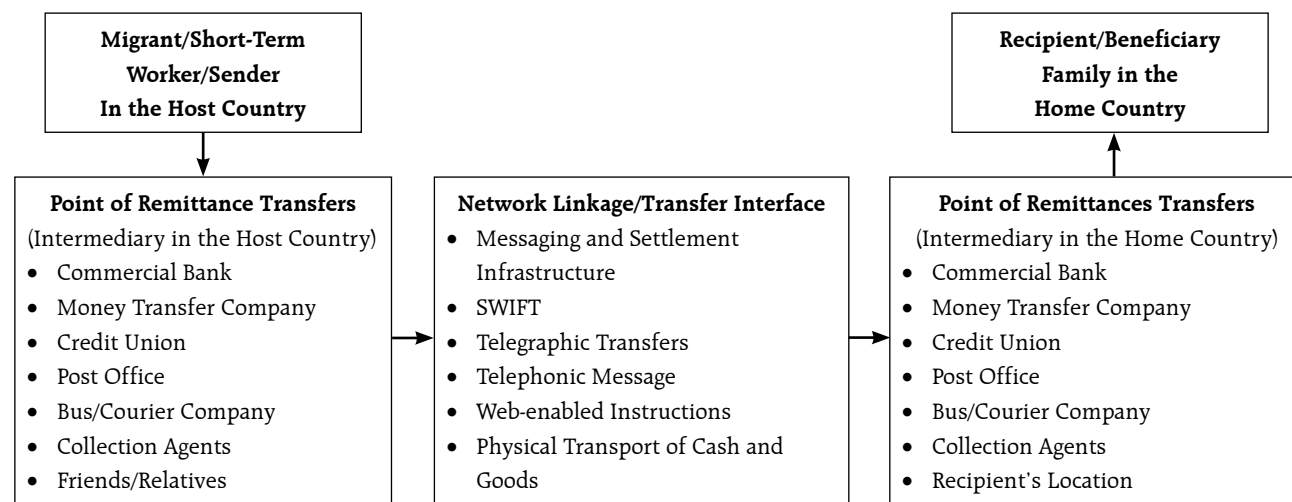 Migrant/Short-Term
Worker/Sender
In the Host Country
Recipient/Beneficiary
Family in the
Home Country
Point of Remittance Transfers
(Intermediary in the Host Country)
• Commercial Bank
• Money Transfer Company
• Credit Union
• Post Office
• Bus/Courier Company
• Collection Agents
• Friends/Relatives
Network Linkage/Transfer Interface
• Messaging and Settlement
Infrastructure
• SWIFT
• Telegraphic Transfers
• Telephonic Message
• Web-enabled Instructions
• Physical Transport of Cash and
Goods
Point of Remittances Transfers
(Intermediary in the Home Country)
• Commercial Bank
• Money Transfer Company
• Credit Union
• Post Office
• Bus/Courier Company
• Collection Agents
• Recipient's Location